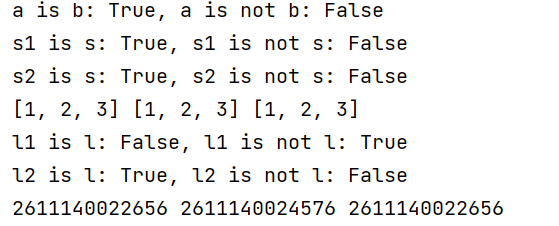 a is b: True, a is not b: False
s1 is s: True, s1 is not s: False
s2 is s: True, s2 is not s: False
[1, 2, 3] [1, 2, 3] [1, 2, 3]
l1 is l: False, l1 is not l: True
l2 is l: True, l2 is not l: False
2611140022656 2611140024576 2611140022656